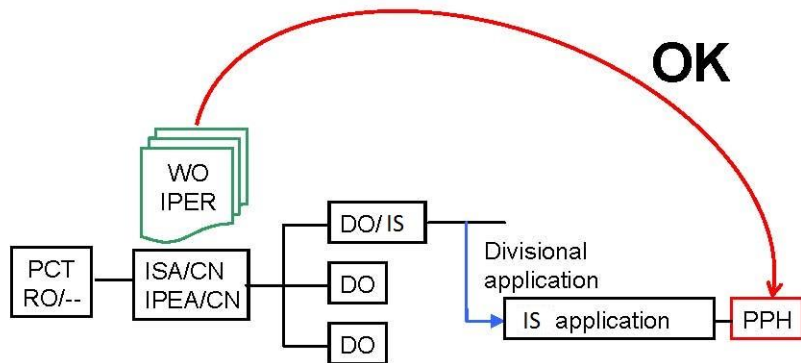 OK
WO
IPER
PCT
RO/--
ISA/CN
IPEA/CN
DO/IS
DO
DO
Divisional
application
IS application
PPH